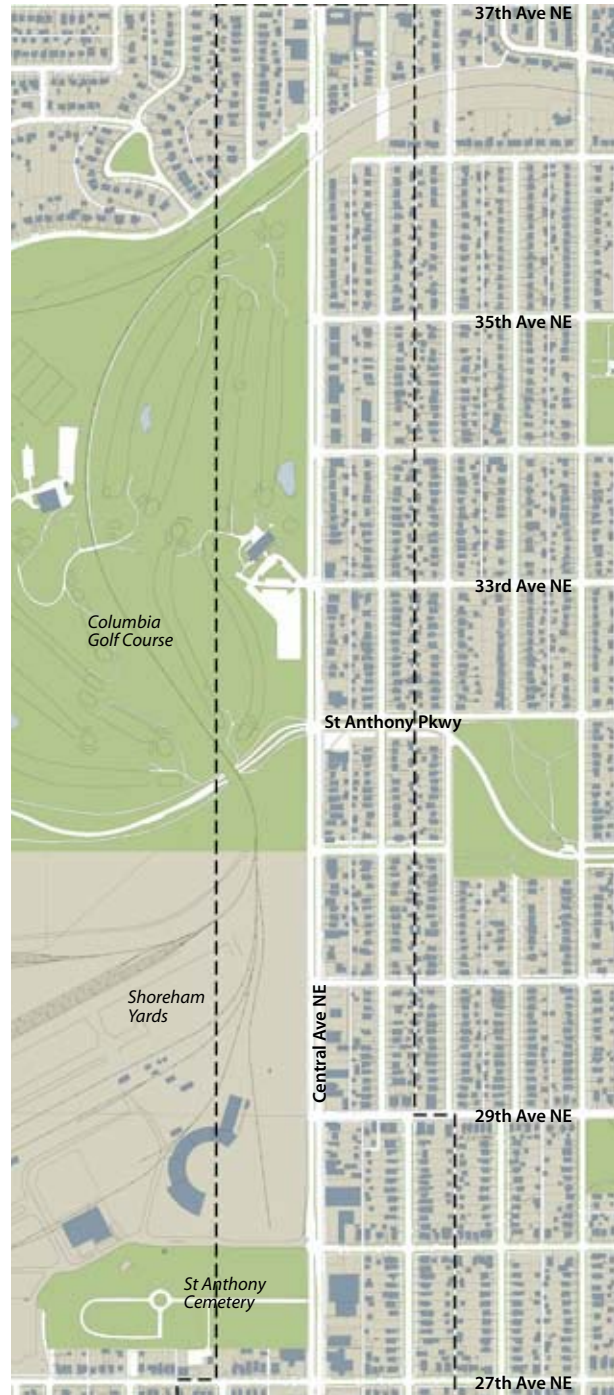 37th Ave NE
35th Ave NE
33rd Ave NE
Columbia
Golf Course
St Anthony Pkwy
Shoreham
Yards
Central Ave NE
29th Ave NE
St Anthony
Cemetery
27th Ave NE